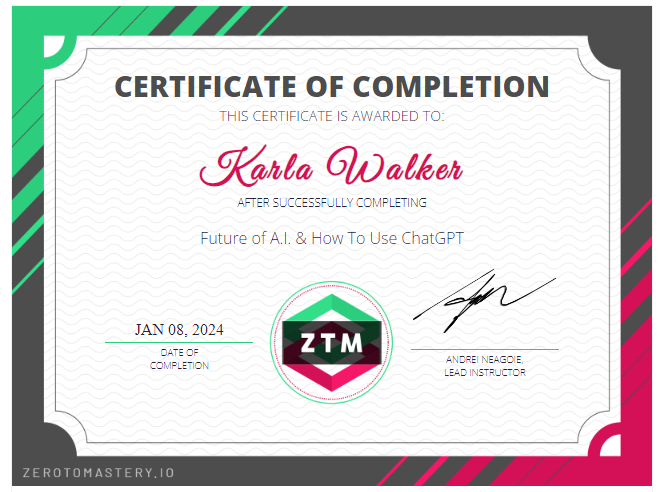 CERTIFICATE OF COMPLETION
THIS CERTIFICATE IS AWARDED TO:
Karla Walker
AFTER SUCCESSFULLY COMPLETING
Future of A.I. & How To Use ChatGPT
JAN 08, 2024
DATE OF
COMPLETION
ZTM
ANDREI NEAGOIE,
LEAD INSTRUCTOR
ZEROTOMASTERY.IO